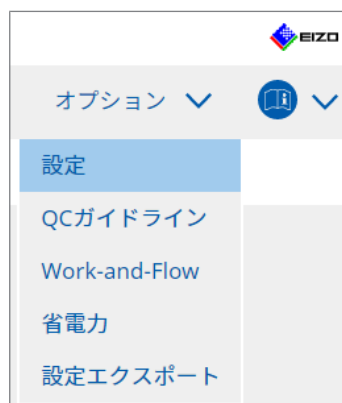 EIZO
オプション
設定
QCガイドライン
Work-and-Flow
省電力
設定エクスポート